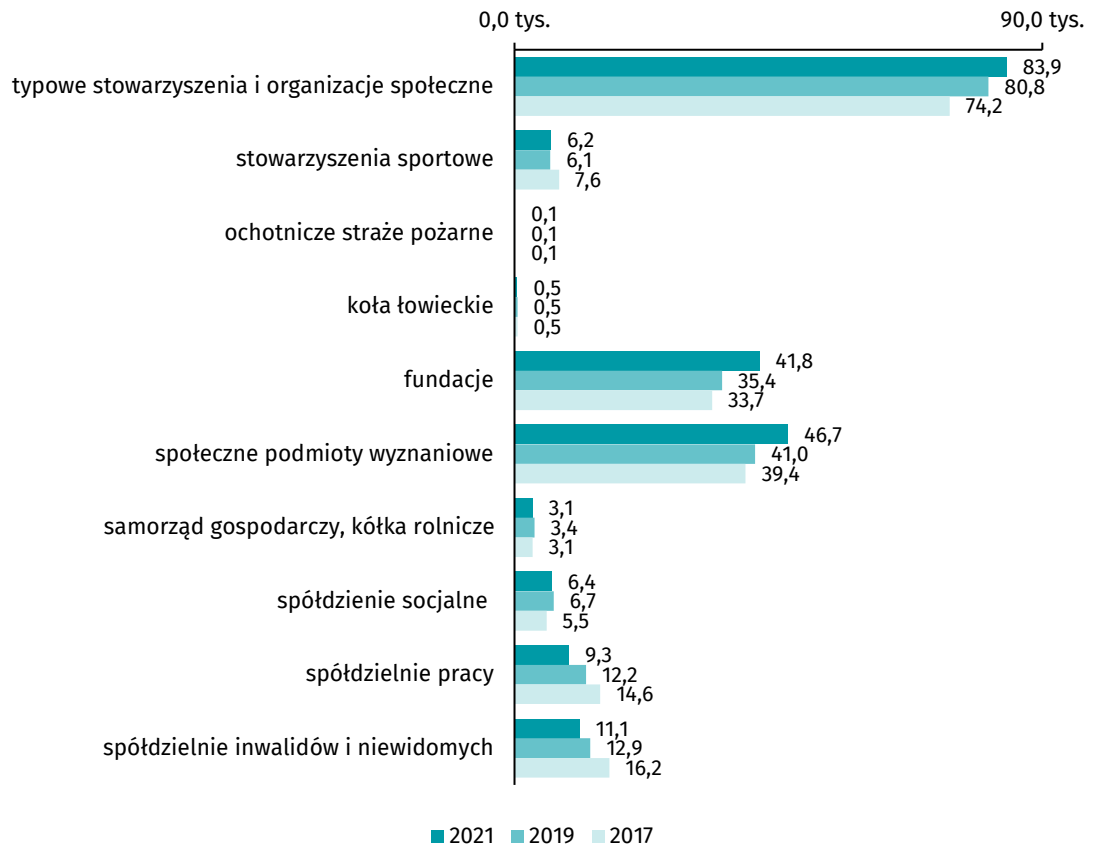 0,0 tys. 90,0 tys.
typowe stowarzyszenia i organizacje społeczne
83,9
80,8
74,2
stowarzyszenia sportowe
6,2
6,1
7,6
ochotnicze straże pożarne
0,1
0,1
0,1
koła łowieckie
0,5
0,5
0,5
fundacje
41,8
35,4
33,7
społeczne podmioty wyznaniowe
46,7
41,0
39,4
samorząd gospodarczy, kółka rolnicze
3,1
3,4
3,1
spółdzienie socjalne
6,4
6,7
5,5
spółdzielnie pracy
9,3
12,2
14,6
spółdzielnie inwalidów i niewidomych
11,1
12,9
16,2
2021 2019 2017